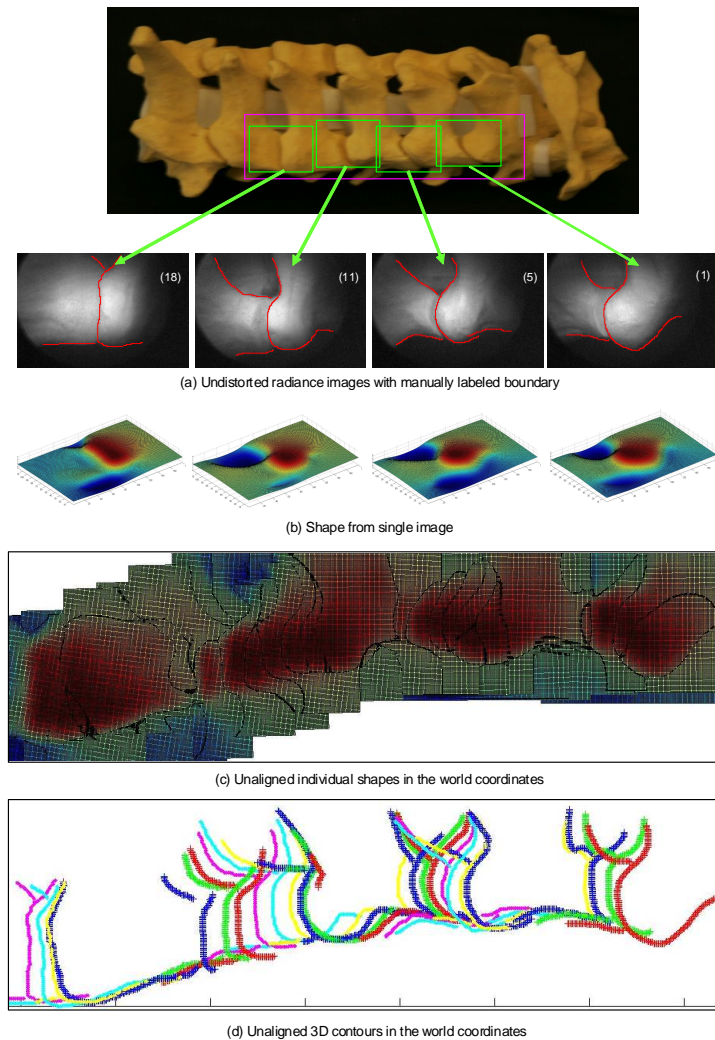 (18)
(11)
(5)
(1)
(a) Undistorted radiance images with manually labeled boundary
(b) Shape from single image
(c) Unaligned individual shapes in the world coordinates
(d) Unaligned 3D contours in the world coordinates